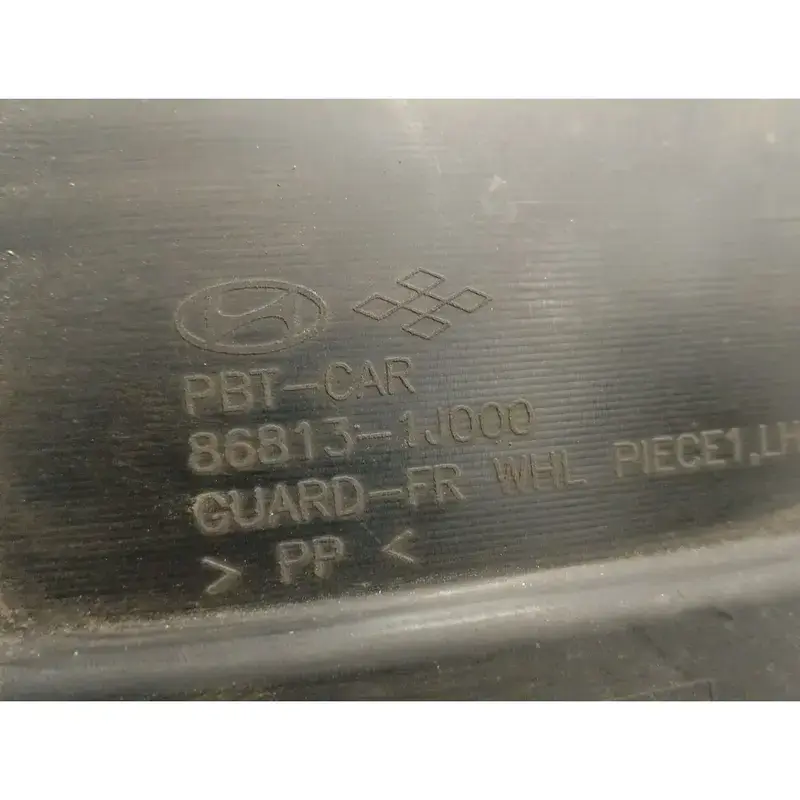 PBT-CAR
86813-1J000
GUARD-FR WHL PIECE1,LH
> PP <